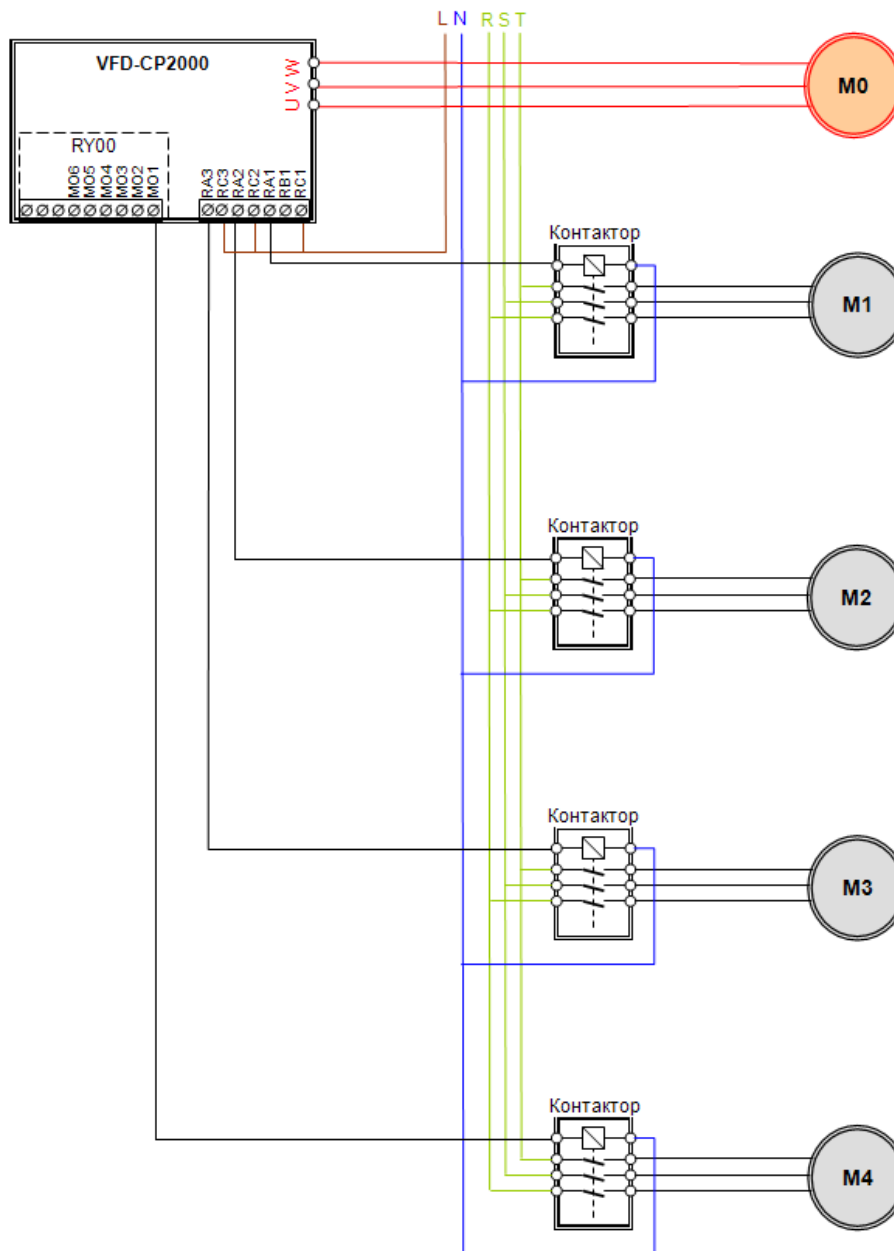 L N R S T
VFD-CP2000
U V W
M0
RY00
MO6 MO5 MO4 MO3 MO2 MO1 RA3 RC3 RA2 RC2 RA1 RB1 RC1
Контактор
M1
Контактор
M2
Контактор
M3
Контактор
M4